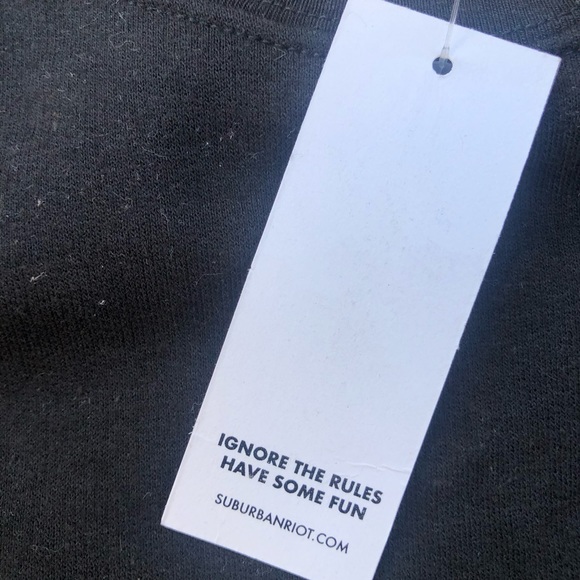 IGNORE THE RULES
HAVE SOME FUN
SUBURBANRIOT.COM